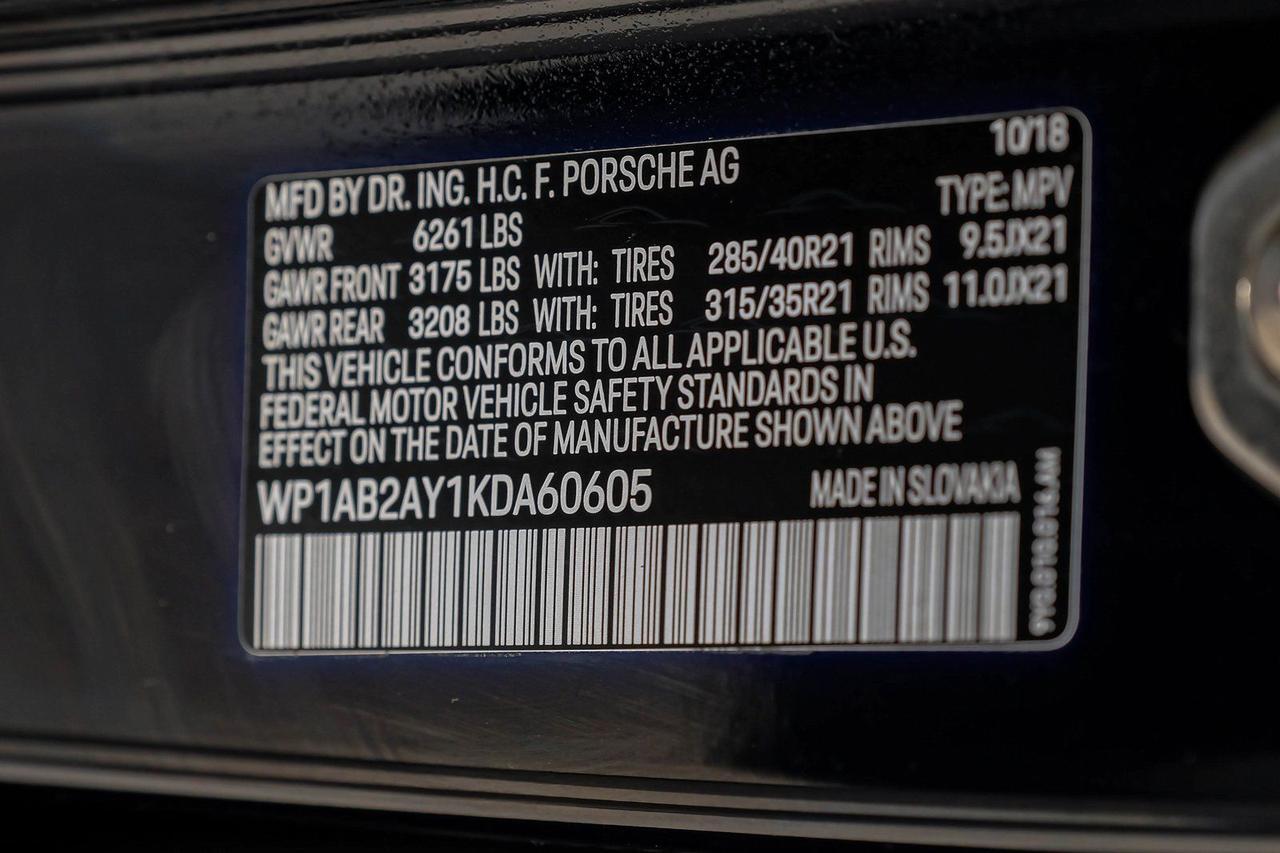 10/18
MFD BY DR. ING. H.C. F. PORSCHE AG
TYPE: MPV
GVWR 6261 LBS
GAWR FRONT 3175 LBS WITH: TIRES 285/40R21 RIMS 9.5JX21
GAWR REAR 3208 LBS WITH: TIRES 315/35R21 RIMS 11.0JX21
THIS VEHICLE CONFORMS TO ALL APPLICABLE U.S.
FEDERAL MOTOR VEHICLE SAFETY STANDARDS IN
EFFECT ON THE DATE OF MANUFACTURE SHOWN ABOVE
WP1AB2AY1KDA60605
MADE IN SLOVAKIA